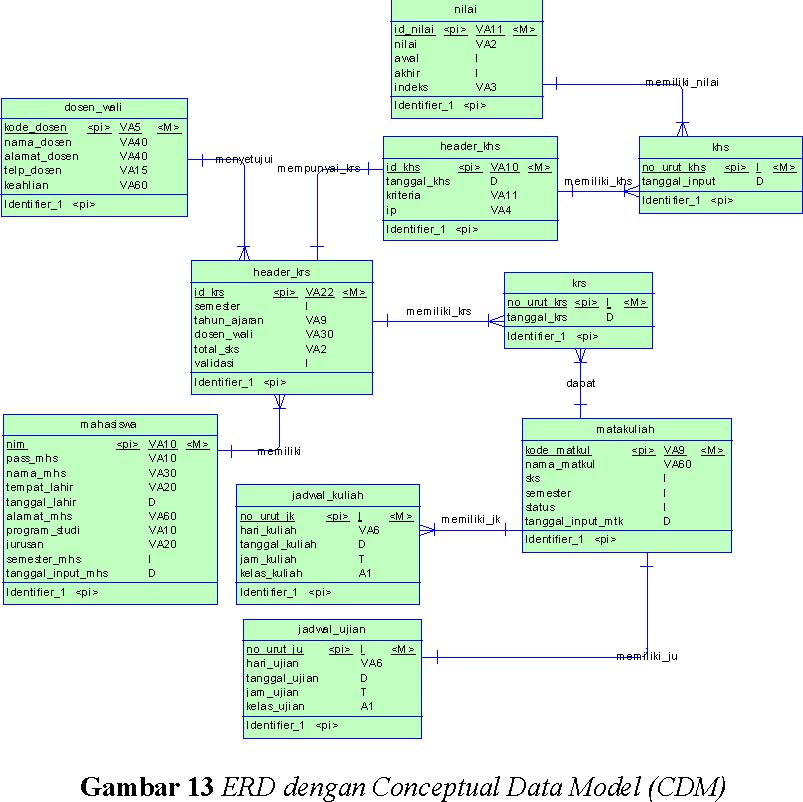 nilai
id_nilai <pi> VA11 <M>
nilai VA2
awal I
akhir I
indeks VA3
Identifier_1 <pi>
memiliki_nilai
dosen_wali
kode_dosen <pi> VA5 <M>
nama_dosen VA40
alamat_dosen VA40
telp_dosen VA15
keahlian VA60
Identifier_1 <pi>
menyetujui
mempunyai_krs
header_khs
id_khs <pi> VA10 <M>
tanggal_khs D
kriteria VA11
ip VA4
Identifier_1 <pi>
memiliki_khs
khs
no_urut_khs <pi> I <M>
tanggal_input D
Identifier_1 <pi>
header_krs
id_krs <pi> VA22 <M>
semester I
tahun_ajaran VA9
dosen_wali VA30
total_sks VA2
validasi I
Identifier_1 <pi>
memiliki_krs
krs
no_urut_krs <pi> I <M>
tanggal_krs D
Identifier_1 <pi>
dapat
mahasiswa
nim <pi> VA10 <M>
pass_mhs VA10
nama_mhs VA30
tempat_lahir VA20
tanggal_lahir D
alamat_mhs VA60
program_studi VA10
jurusan VA20
semester_mhs I
tanggal_input_mhs D
Identifier_1 <pi>
memiliki
matakuliah
kode_matkul <pi> VA9 <M>
nama_matkul VA60
sks I
semester I
status I
tanggal_input_mtk D
Identifier_1 <pi>
jadwal_kuliah
no_urut_jk <pi> I <M>
hari_kuliah VA6
tanggal_kuliah D
jam_kuliah T
kelas_kuliah A1
Identifier_1 <pi>
memiliki_jk
jadwal_ujian
no_urut_ju <pi> I <M>
hari_ujian VA6
tanggal_ujian D
jam_ujian T
kelas_ujian A1
Identifier_1 <pi>
memiliki_ju
Gambar 13 ERD dengan Conceptual Data Model (CDM)